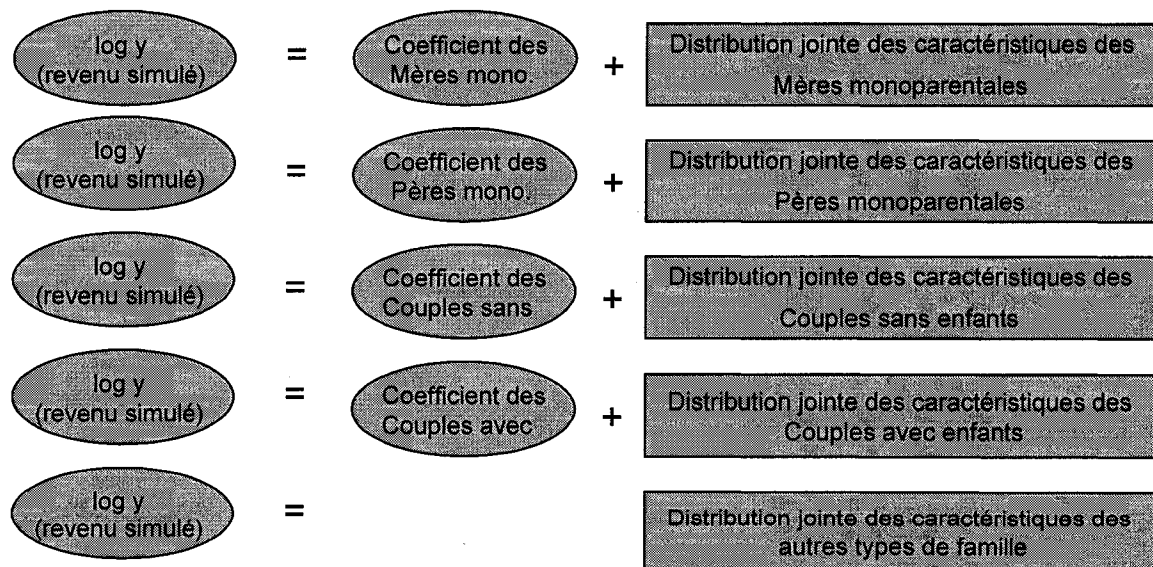 log y
(revenu simulé)
=
Coefficient des
Mères mono.
+
Distribution jointe des caractéristiques des
Mères monoparentales
log y
(revenu simulé)
=
Coefficient des
Pères mono.
+
Distribution jointe des caractéristiques des
Pères monoparentales
log y
(revenu simulé)
=
Coefficient des
Couples sans
+
Distribution jointe des caractéristiques des
Couples sans enfants
log y
(revenu simulé)
=
Coefficient des
Couples avec
+
Distribution jointe des caractéristiques des
Couples avec enfants
log y
(revenu simulé)
=
Distribution jointe des caractéristiques des
autres types de famille